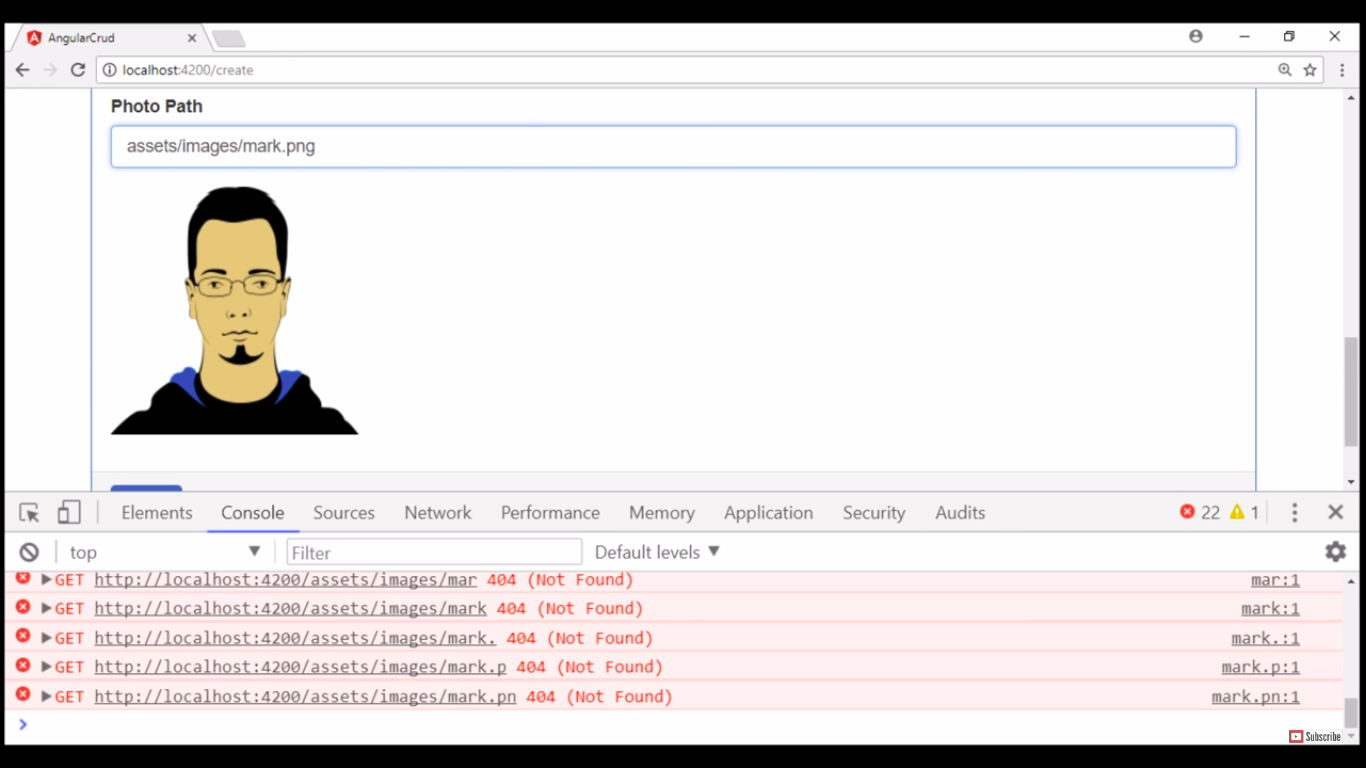 AngularCrud
localhost:4200/create
Photo Path
assets/images/mark.png
Elements Console Sources Network Performance Memory Application Security Audits 22 1
top Filter Default levels
GET http://localhost:4200/assets/images/mar 404 (Not Found) mar:1
GET http://localhost:4200/assets/images/mark 404 (Not Found) mark:1
GET http://localhost:4200/assets/images/mark. 404 (Not Found) mark.:1
GET http://localhost:4200/assets/images/mark.p 404 (Not Found) mark.p:1
GET http://localhost:4200/assets/images/mark.pn 404 (Not Found) mark.pn:1
Subscribe